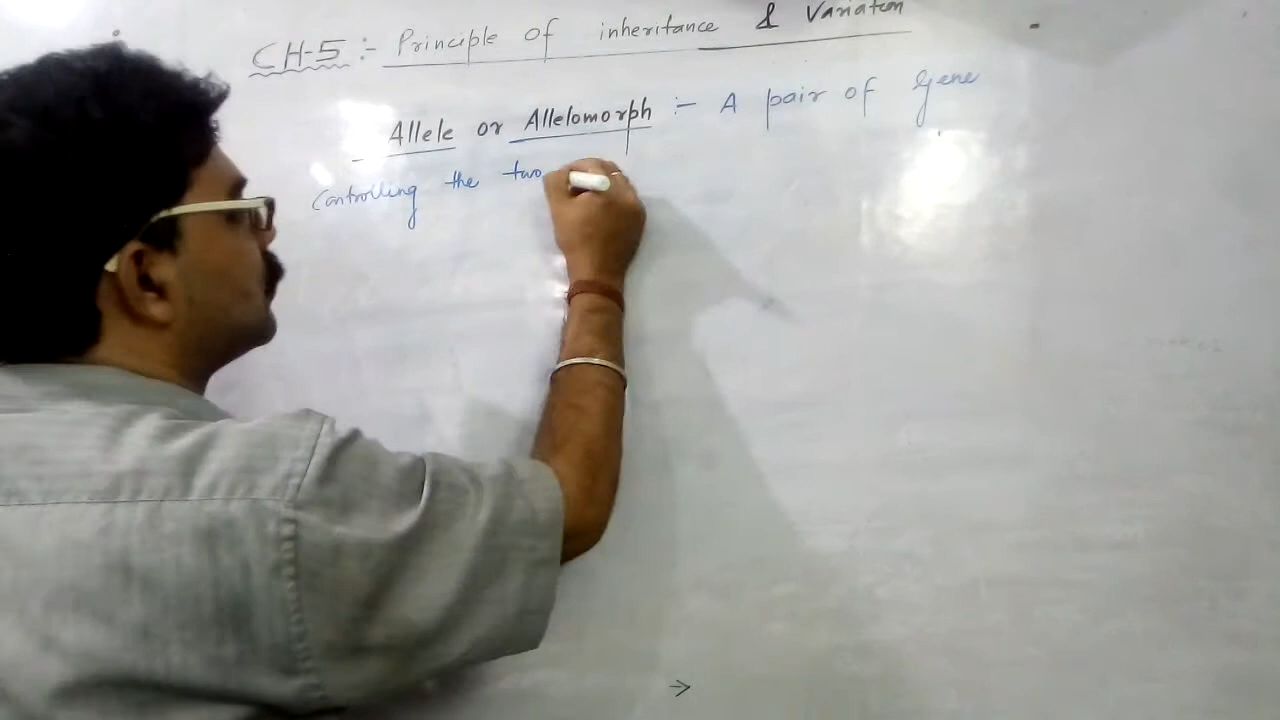 CH-5 :- Principle of inheritance & Variation
Allele or Allelomorph :- A pair of Gene
Controlling the two